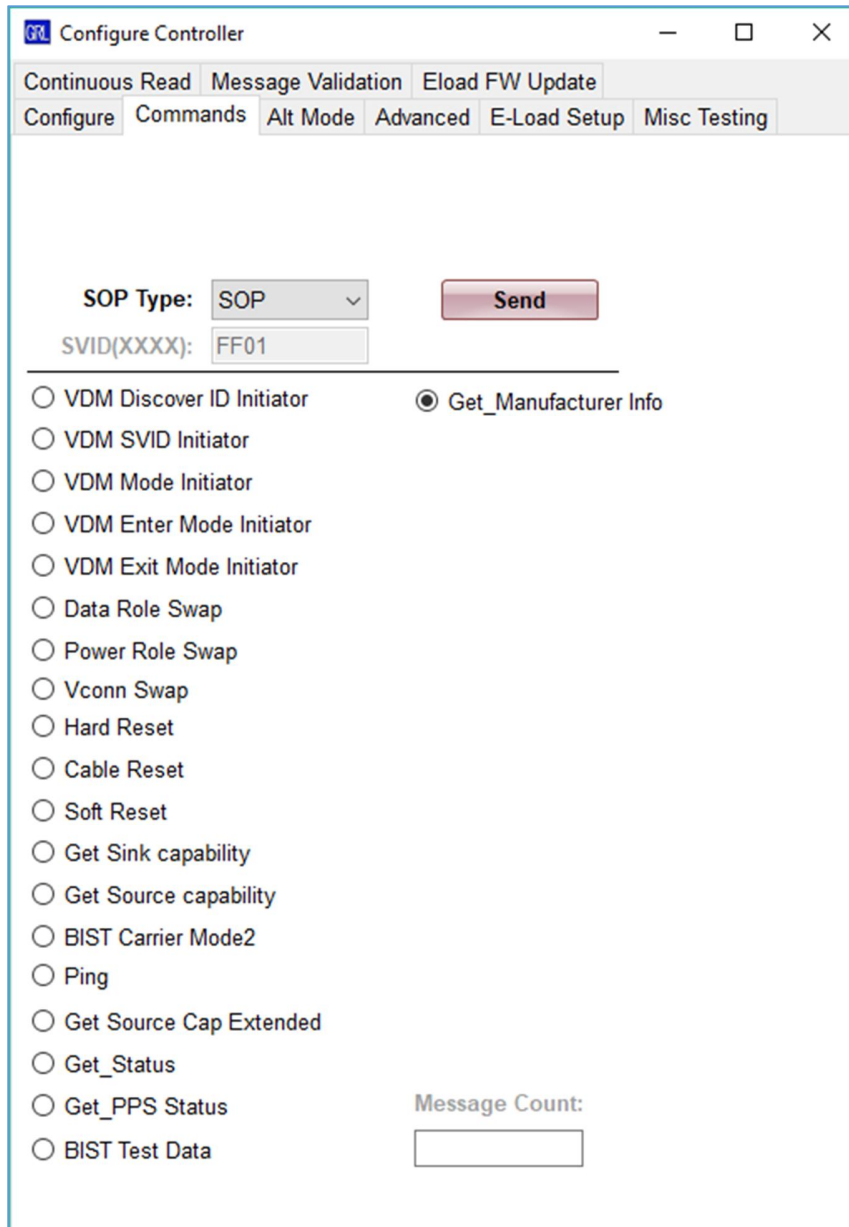 GRL Configure Controller
Continuous Read Message Validation Eload FW Update
Configure Commands Alt Mode Advanced E-Load Setup Misc Testing
SOP Type: SOP Send
SVID(XXXX): FF01
VDM Discover ID Initiator Get_Manufacturer Info
VDM SVID Initiator
VDM Mode Initiator
VDM Enter Mode Initiator
VDM Exit Mode Initiator
Data Role Swap
Power Role Swap
Vconn Swap
Hard Reset
Cable Reset
Soft Reset
Get Sink capability
Get Source capability
BIST Carrier Mode2
Ping
Get Source Cap Extended
Get_Status
Get_PPS Status Message Count:
BIST Test Data